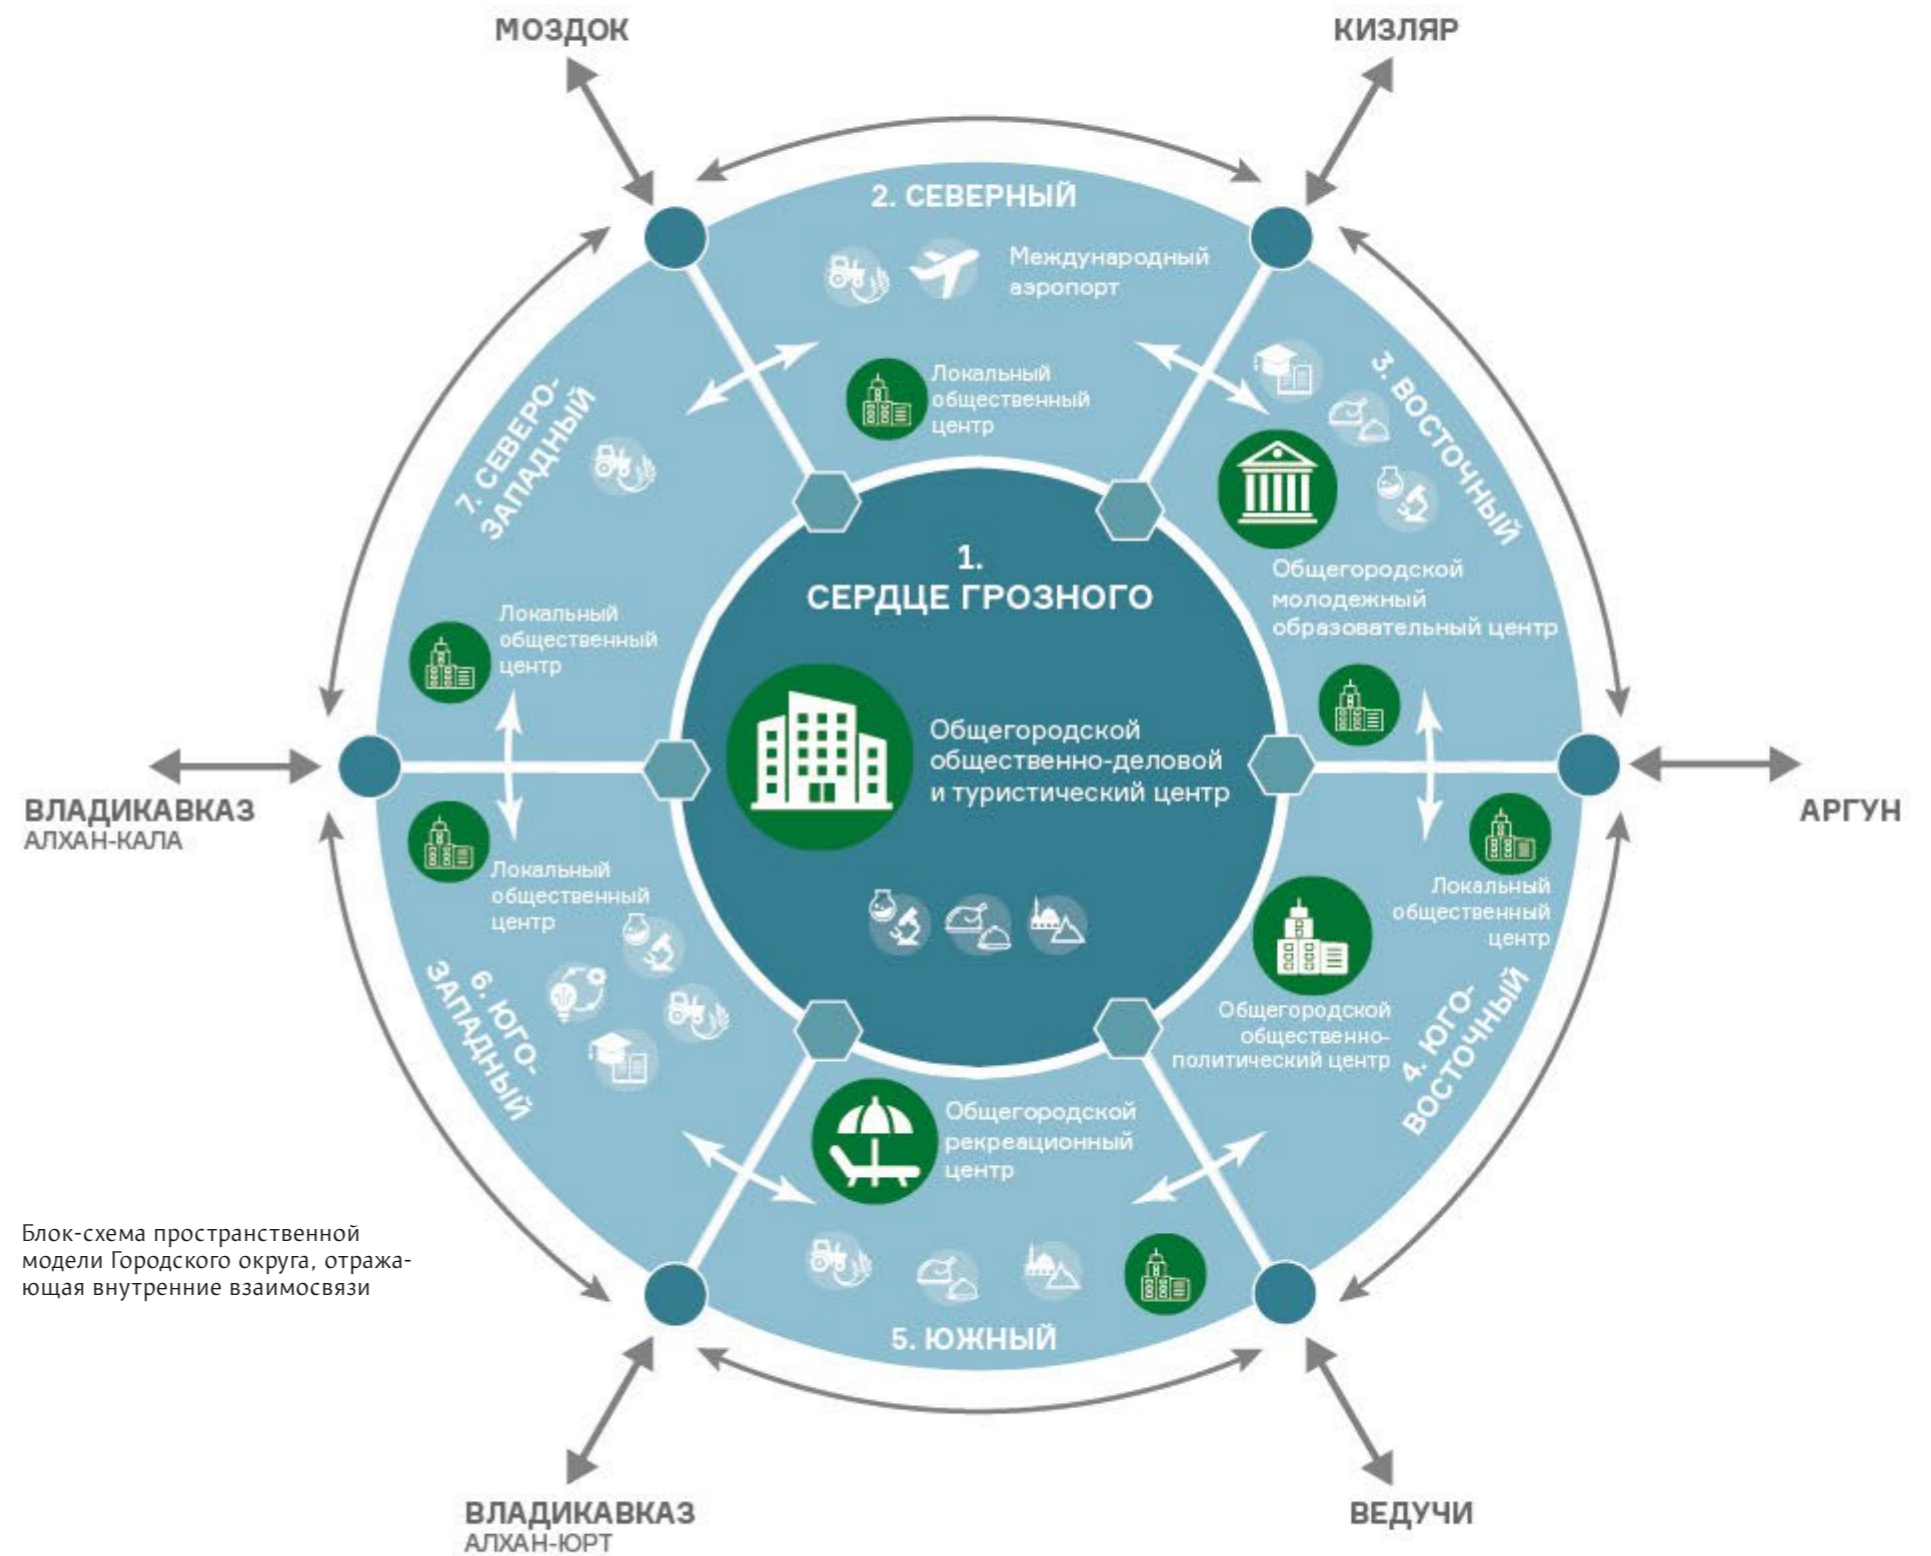 МОЗДОК
КИЗЛЯР
2. СЕВЕРНЫЙ
Международный
аэропорт
Локальный
общественный
центр
3. ВОСТОЧНЫЙ
Общегородской
молодежный
образовательный центр
7. СЕВЕРО-
ЗАПАДНЫЙ
Локальный
общественный
центр
1.
СЕРДЦЕ ГРОЗНОГО
Общегородской
общественно-деловой
и туристический центр
ВЛАДИКАВКАЗ
АЛХАН-КАЛА
АРГУН
Локальный
общественный
центр
6. ЮГО-
ЗАПАДНЫЙ
Локальный
общественный
центр
Общегородской
общественно-
политический центр
4. ЮГО-
ВОСТОЧНЫЙ
Общегородской
рекреационный
центр
5. ЮЖНЫЙ
Блок-схема пространственной
модели Городского округа, отража-
ющая внутренние взаимосвязи
ВЛАДИКАВКАЗ
АЛХАН-ЮРТ
ВЕДУЧИ